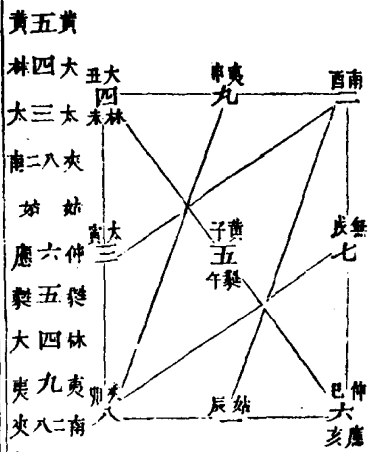 黃五黃
林四大
太三太
南二八夾
姑 姑
應六仲
蕤五蕤
大四林
夷九夷
夾八二南
丑大
四
未林
申夷
九
酉南
二
寅太
三
子黃
五
午蕤
戌無
七
卯夾
八
辰姑
一
巳仲
六
亥應